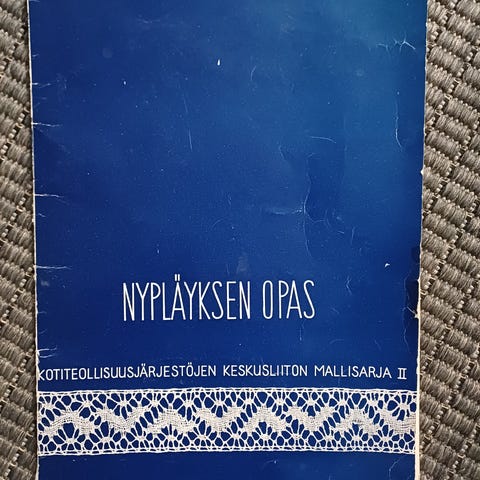 NYPLÄYKSEN OPAS
KOTITEOLLISUUSJÄRJESTÖJEN KESKUSLIITON MALLISARJA II